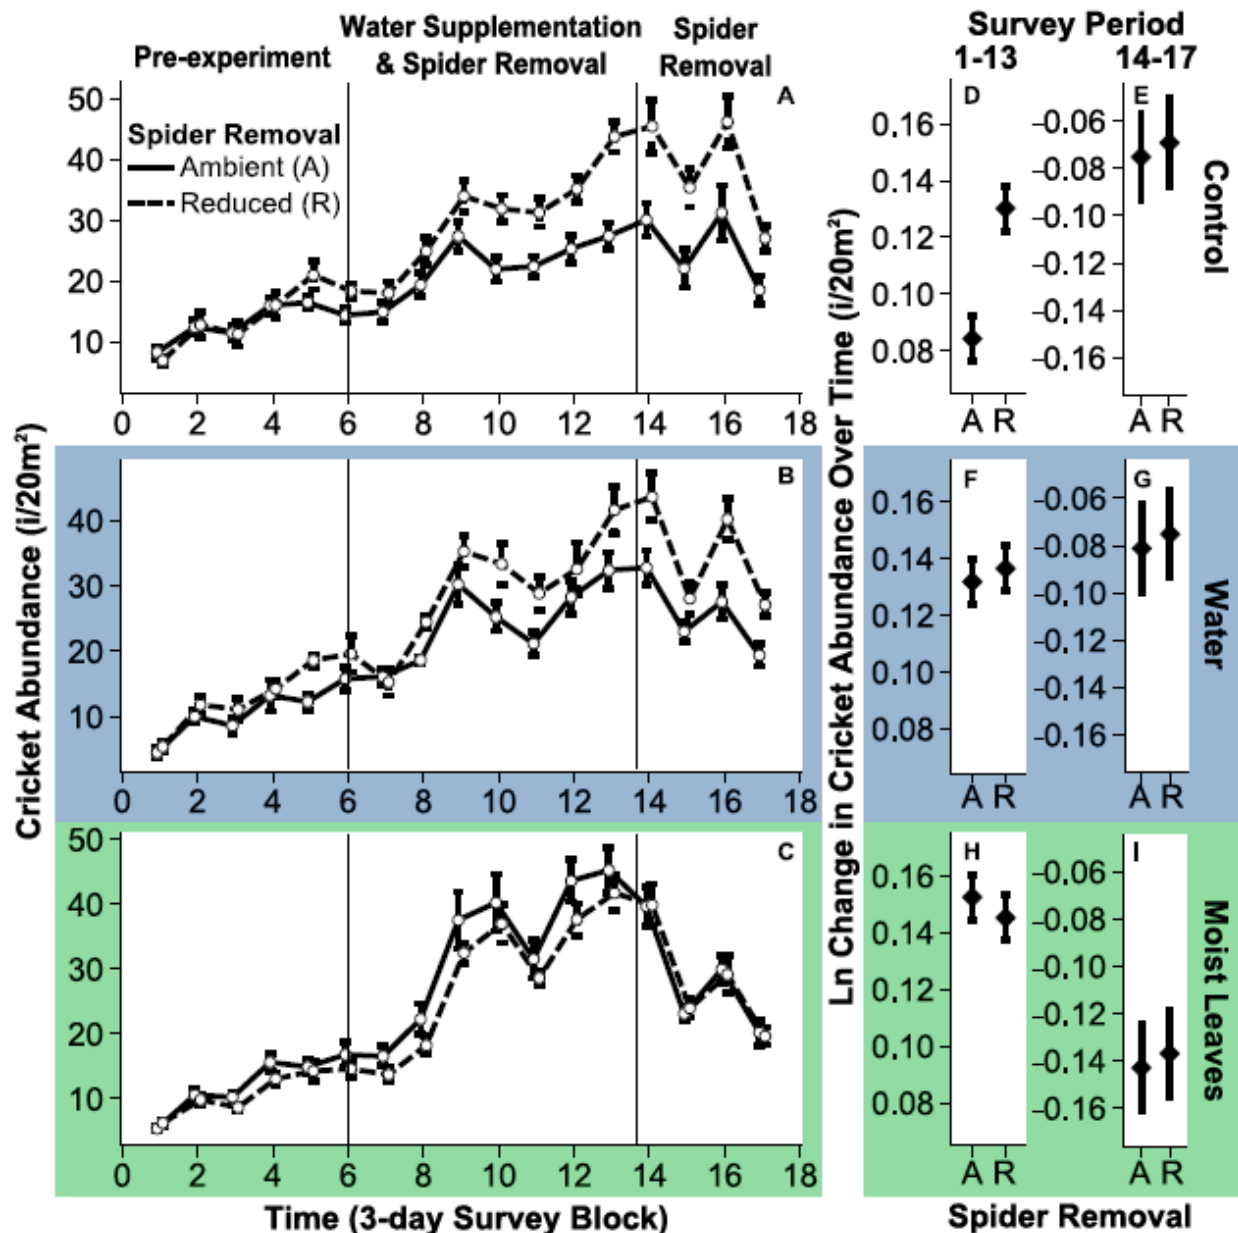 Pre-experiment
Water Supplementation
& Spider Removal
Spider
Removal
Survey Period
1-13
14-17
Cricket Abundance (i/20m²)
50
40
30
20
10
A
Spider Removal
Ambient (A)
Reduced (R)
0 2 4 6 8 10 12 14 16 18
40
30
20
10
B
0 2 4 6 8 10 12 14 16 18
50
40
30
20
10
C
0 2 4 6 8 10 12 14 16 18
Time (3-day Survey Block)
Ln Change in Cricket Abundance Over Time (i/20m²)
D
0.16
0.14
0.12
0.10
0.08
A R
E
-0.06
-0.08
-0.10
-0.12
-0.14
-0.16
A R
Control
F
0.16
0.14
0.12
0.10
0.08
A R
G
-0.06
-0.08
-0.10
-0.12
-0.14
-0.16
A R
Water
H
0.16
0.14
0.12
0.10
0.08
A R
I
-0.06
-0.08
-0.10
-0.12
-0.14
-0.16
A R
Moist Leaves
Spider Removal